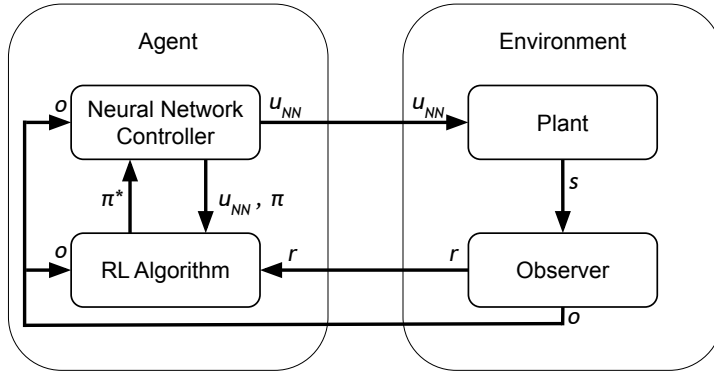 Agent
Environment
o
Neural Network
Controller
u_NN
u_NN
Plant
π*
u_NN , π
s
o
RL Algorithm
r
r
Observer
o